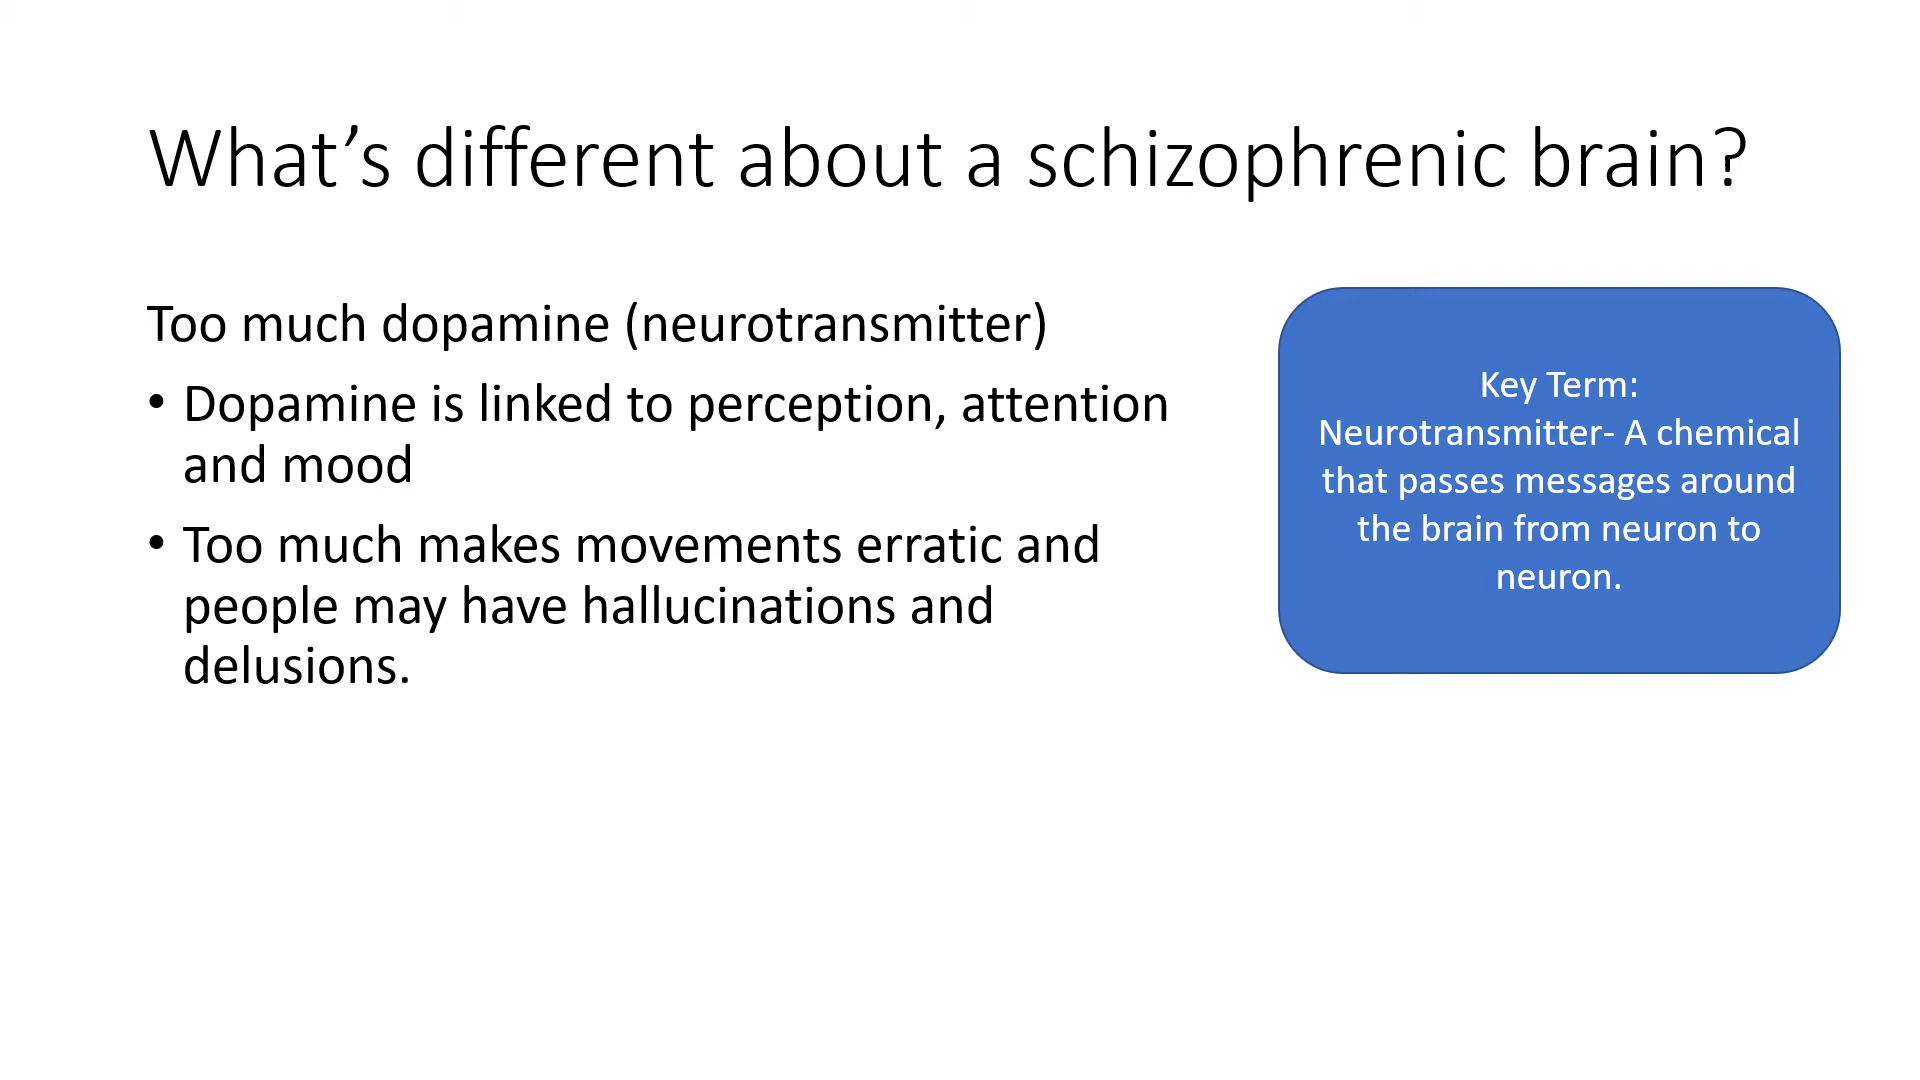 What’s different about a schizophrenic brain?
Too much dopamine (neurotransmitter)
• Dopamine is linked to perception, attention
and mood
• Too much makes movements erratic and
people may have hallucinations and
delusions.
Key Term:
Neurotransmitter- A chemical
that passes messages around
the brain from neuron to
neuron.